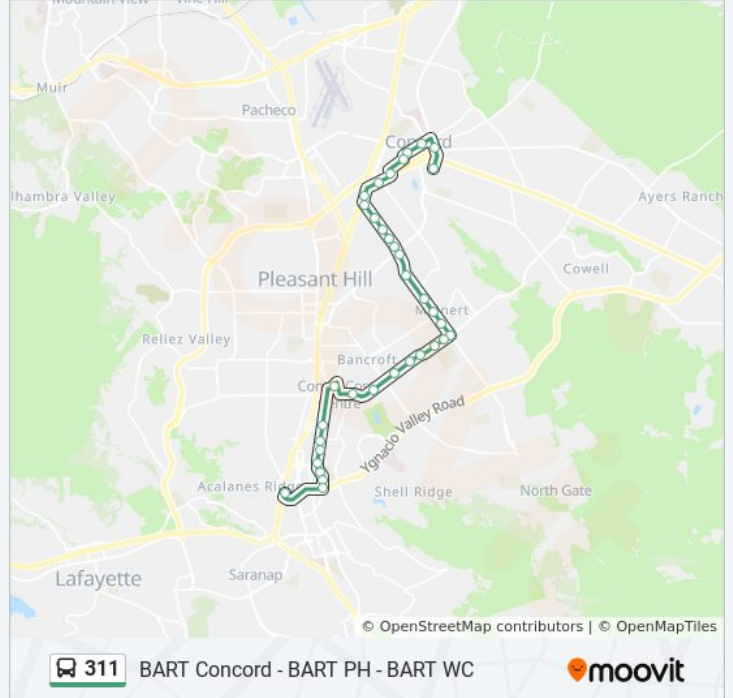 Mountain View
Vine Hill
Muir
Pacheco
Concord
lhambra Valley
Ayers Ranch
Pleasant Hill
Cowell
Reliez Valley
Bancroft
Ygnacio Valley Road
Acalanes Ridge
Shell Ridge
North Gate
Lafayette
Saranap
© OpenStreetMap contributors | © OpenMapTiles
311 BART Concord - BART PH - BART WC
moovit